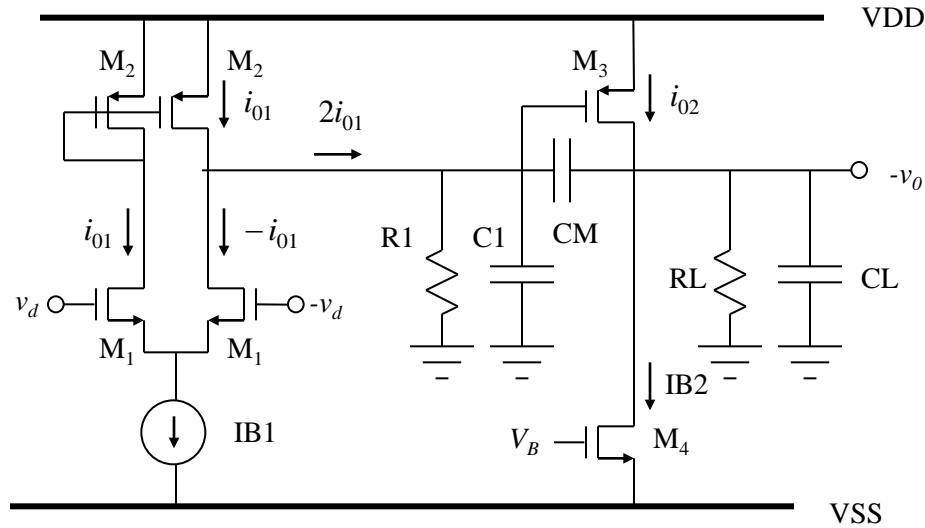 VDD
M2 M2 M3
i01 2i01 i02
-v0
i01 -i01 R1 C1 CM RL CL
vd -vd
M1 M1
IB2
IB1 VB M4
VSS